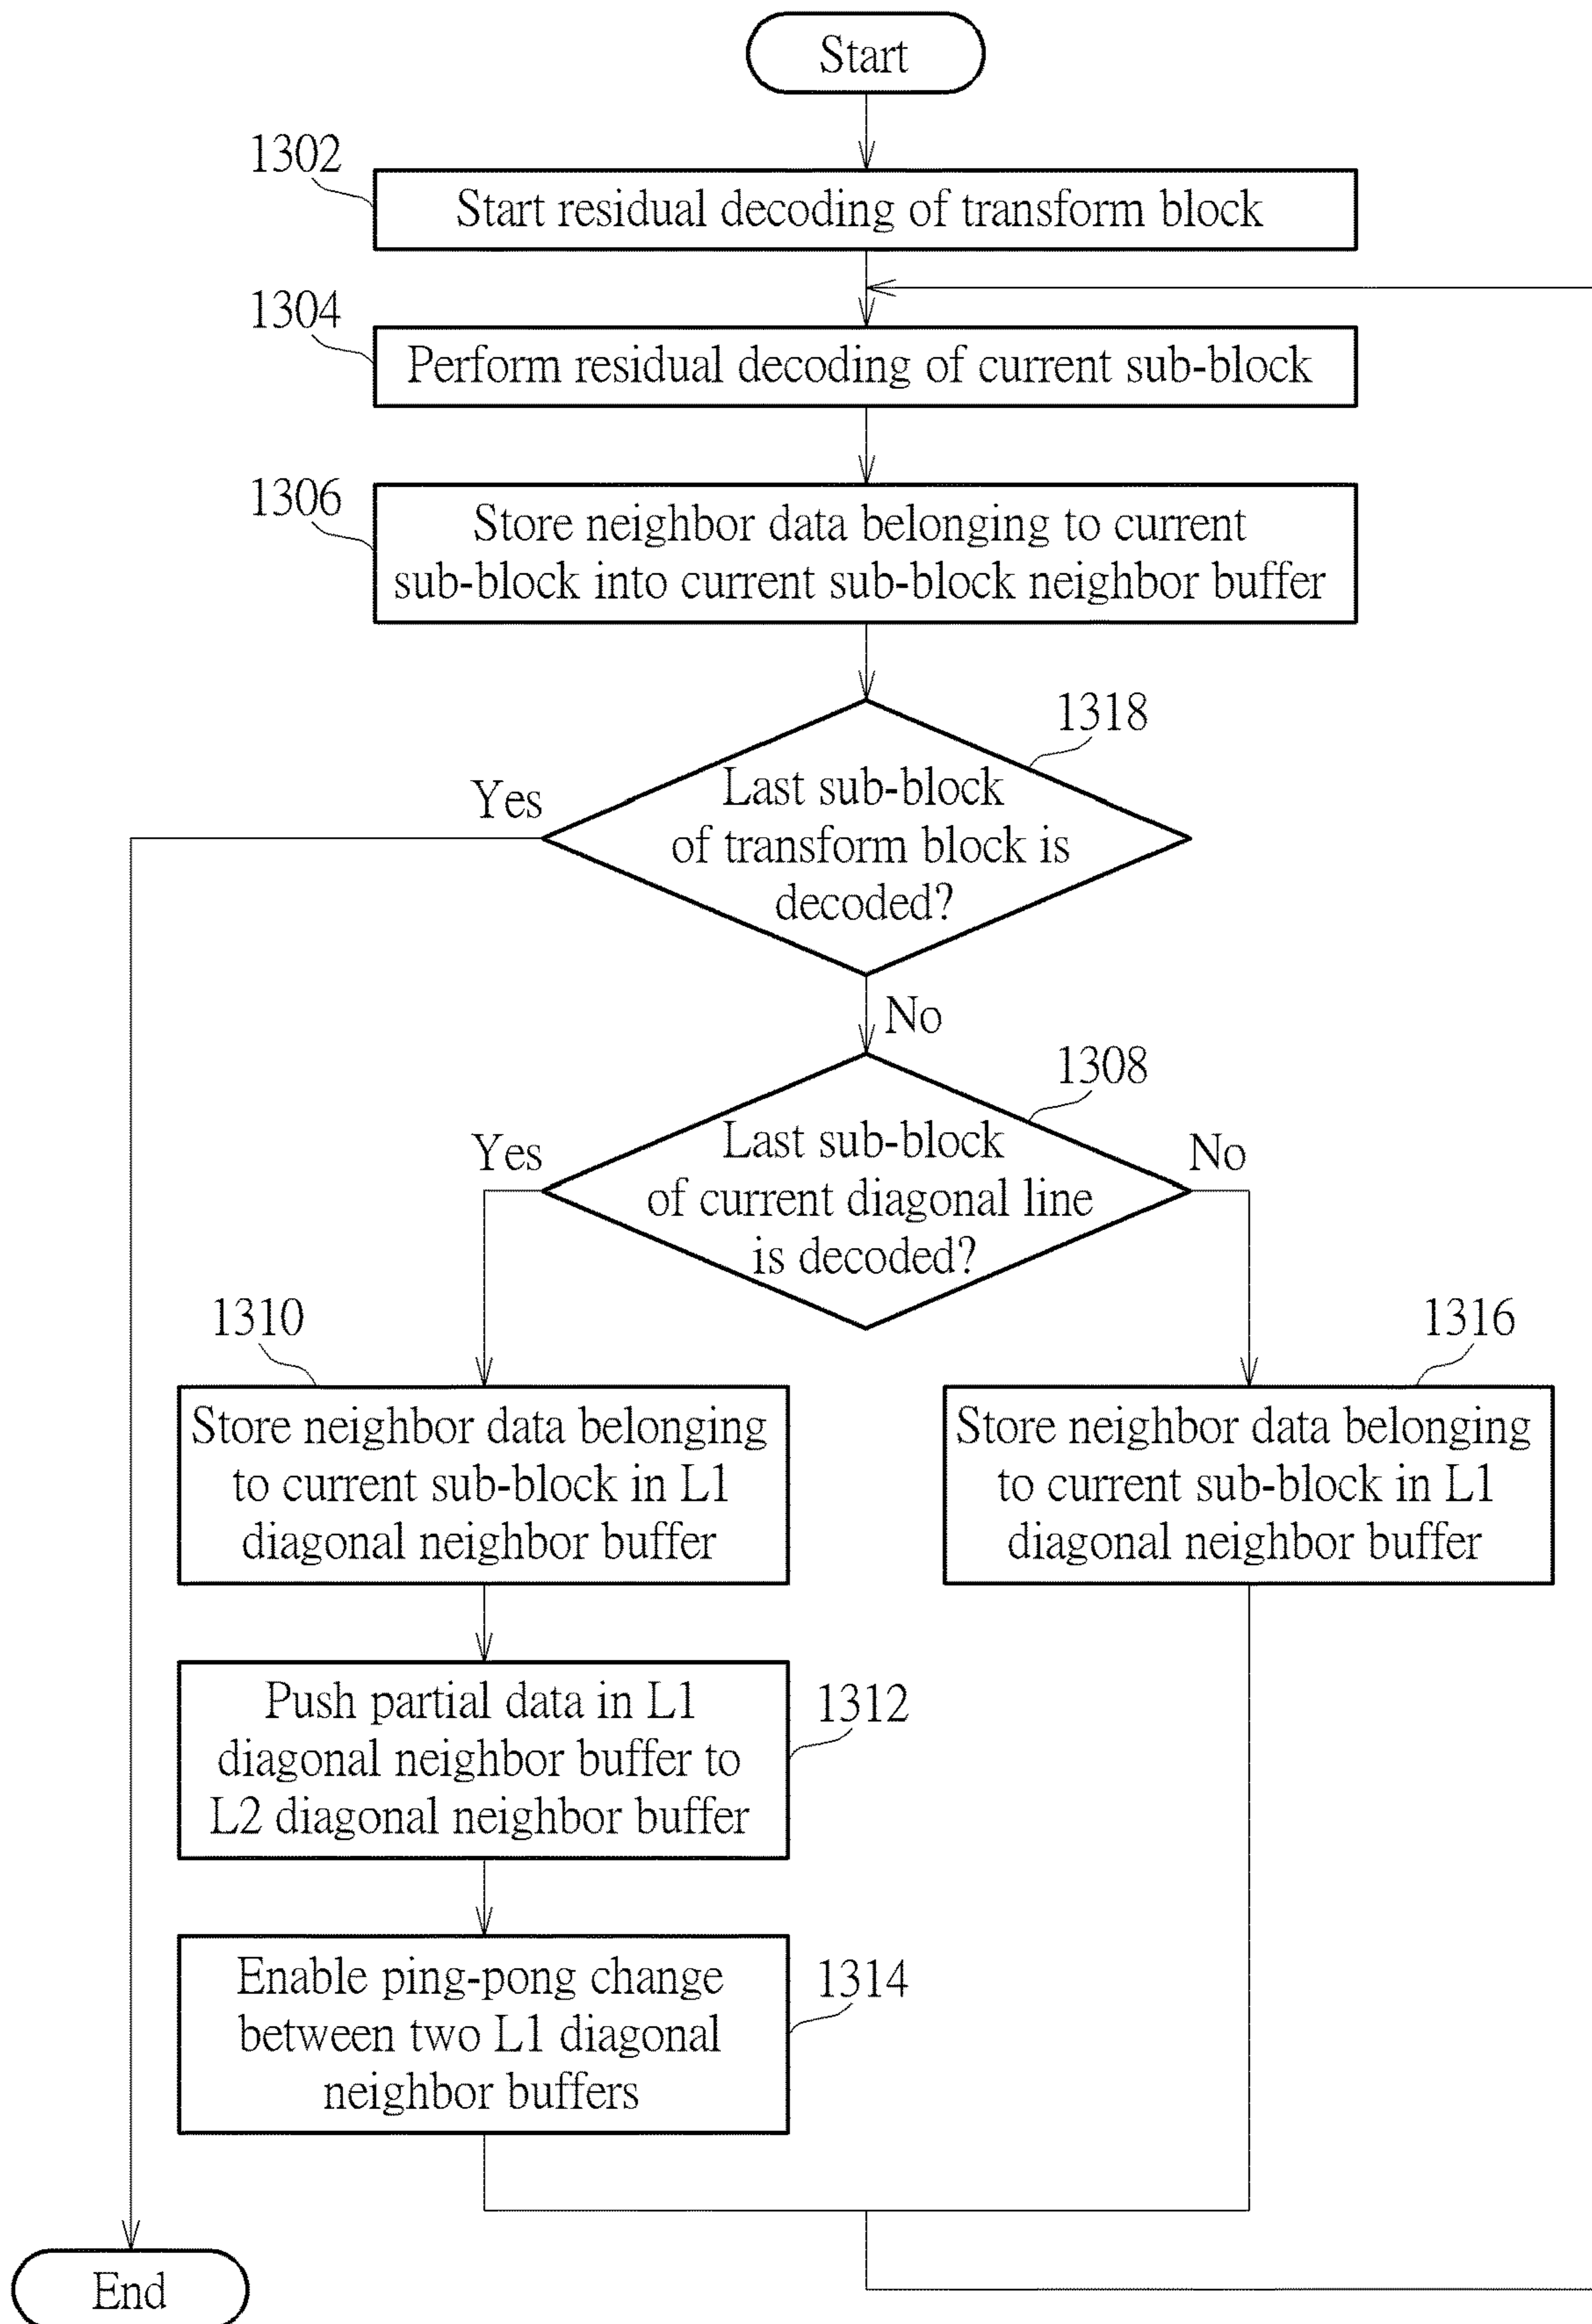 Start
1302
Start residual decoding of transform block
1304
Perform residual decoding of current sub-block
1306
Store neighbor data belonging to current
sub-block into current sub-block neighbor buffer
1318
Yes
Last sub-block
of transform block is
decoded?
No
1308
Yes
Last sub-block
of current diagonal line
is decoded?
No
1310
Store neighbor data belonging
to current sub-block in L1
diagonal neighbor buffer
1316
Store neighbor data belonging
to current sub-block in L1
diagonal neighbor buffer
Push partial data in L1
diagonal neighbor buffer to
L2 diagonal neighbor buffer
1312
Enable ping-pong change
between two L1 diagonal
neighbor buffers
1314
End